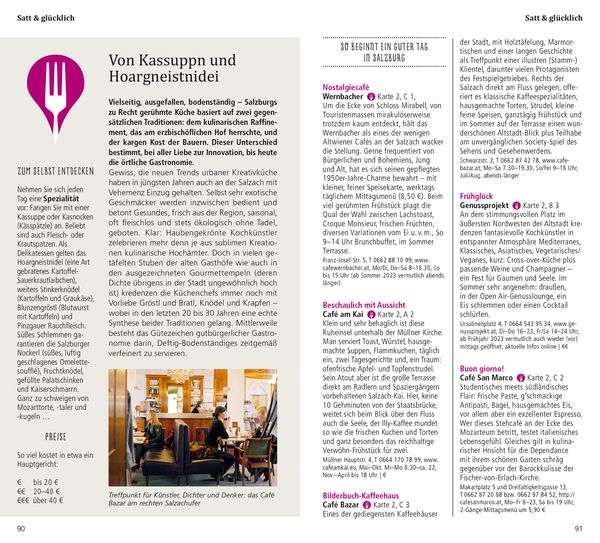 Satt & glücklich
Von Kassuppn und
Hoargneistnidei
Vielseitig, ausgefallen, bodenständig – Salzburgs
zu Recht gerühmte Küche basiert auf zwei gegen-
sätzlichen Traditionen: dem kulinarischen Raffine-
ment, das am erzbischöflichen Hof herrschte, und
der kargen Kost der Bauern. Dieser Unterschied
bestimmt, bei aller Liebe zur Innovation, bis heute
die örtliche Gastronomie.
Gewiss, die neuen Trends urbaner Kreativküche
haben in jüngsten Jahren auch an der Salzach mit
Vehemenz Einzug gehalten. Selbst sehr exotische
Geschmäcker werden inzwischen bedient und
betont Gesundes, frisch aus der Region, saisonal,
oft fleischlos und stets ökologisch ohne Tadel,
geboten. Klar: Haubengekrönte Kochkünstler
zelebrieren mehr denn je aus sublimen Kreatio-
nen kulinarische Hochämter. Doch in vielen ge-
täfelten Stuben der alten Gasthöfe wie auch in
den ausgezeichneten Gourmettempeln (deren
Dichte übrigens in der Stadt ungewöhnlich hoch
ist) kredenzen die Küchenchefs immer noch mit
Vorliebe Gröstl und Bratl, Knödl und Krapfen –
wobei in den letzten 20 bis 30 Jahren eine echte
Synthese beider Traditionen gelang. Mittlerweile
besteht das Gütezeichen gutbürgerlicher Gastro-
nomie darin, Deftig-Bodenständiges zeitgemäß
verfeinert zu servieren.
ZUM SELBST ENTDECKEN
Nehmen Sie sich jeden
Tag eine Spezialität
vor: Fangen Sie mit einer
Kassuppe oder Kasnocken
(Kässpätzle) an. Beliebt
sind auch Fleisch- oder
Krautspatzen. Als
Delikatessen gelten das
Hoargneistnidei (eine Art
gebratenes Kartoffel-
Sauerkrautlaibchen),
weiters Stinkerknödel
(Kartoffeln und Graukäse),
Blunzengröstl (Blutwurst
mit Kartoffeln) und
Pinzgauer Rauchfleisch.
Süßes Schlemmen ga-
rantieren die Salzburger
Nockerl (süßes, luftig
geschlagenes Omelette-
soufflée), Fruchtknödel,
gefüllte Palatschinken
und Kaiserschmarrn.
Ganz zu schweigen von
Mozarttorte, -taler und
-kugeln …
PREISE
So viel kostet in etwa ein
Hauptgericht:
€ bis 20 €
€€ 20–40 €
€€€ über 40 €
Treffpunkt für Künstler, Dichter und Denker: das Café
Bazar am rechten Salzachufer
90
Satt & glücklich
SO BEGINNT EIN GUTER TAG
IN SALZBURG
Nostalgiecafé
Wernbacher Karte 2, C 1,
Um die Ecke von Schloss Mirabell, von
Touristenmassen mirakulöserweise
trotzdem kaum entdeckt, hält das
Wernbacher als eines der wenigen
Altwiener Cafés an der Salzach wacker
die Stellung. Gerne frequentiert von
Bürgerlichen und Bohemiens, Jung
und Alt, hat es sich seinen gepflegten
1950er-Jahre-Charme bewahrt – mit
kleiner, feiner Speisekarte, werktags
täglichem Mittagsmenü (8,50 €). Beim
viel gerühmten Frühstück plagt die
Qual der Wahl zwischen Lachstoast,
Croque Monsieur, frischen Früchten,
diversen Variationen vom Ei u. v. m., So
9–14 Uhr Brunchbuffet, im Sommer
Terrasse.
Franz-Josef-Str. 5, T 0662 88 10 99, www.
cafewernbacher.at, Mo/Di, Do–Sa 8–18.30, So
bis 15 Uhr (ab Sommer 2023 vermutlich abends
länger)
Beschaulich mit Aussicht
Café am Kai Karte 2, A 2
Klein und sehr behaglich ist diese
Ruheinsel unterhalb der Müllner Kirche.
Man serviert Toast, Würstel, hausge-
machte Suppen, Flammkuchen, täglich
ein, zwei Tagesgerichte und, ein Traum:
ofenfrische Apfel- und Topfenstrudel.
Sein Atout aber ist die große Terrasse
direkt am Radlern und Spaziergängern
vorbehaltenen Salzach-Kai. Hier, keine
10 Gehminuten von der Staatsbrücke,
weitet sich beim Blick über den Fluss
auch die Seele, der Illy-Kaffee mundet
so wie die frischen Kuchen und Torten
und ganz besonders das reichhaltige
Verwöhn-Frühstück für zwei.
Müllner Hauptstr. 4, T 0664 170 78 99, www.
cafeamkai.eu, Mai–Okt. Mi–Mo 8.30–ca. 22,
Nov.–April bis 18 Uhr | €
Bilderbuch-Kaffeehaus
Café Bazar Karte 2, C 3
Eines der gediegensten Kaffeehäuser
der Stadt, mit Holztäfelung, Marmor-
tischen und einer langen Geschichte
als Treffpunkt einer illustren (Stamm-)
Klientel, darunter vielen Protagonisten
des Festspielgetriebes. Rechts der
Salzach direkt am Fluss gelegen, offe-
riert es klassische Kaffeespezialitäten,
hausgemachte Torten, Strudel, kleine
feine Speisen, ganztägig Frühstück und
im Sommer auf der Terrasse einen wun-
derschönen Altstadt-Blick plus Teilhabe
am unvergänglichen Society-Spiel des
Sehens und Gesehenwerdens.
Schwarzstr. 3, T 0662 87 42 78, www.cafe-
bazar.at, Mo–Sa 7.30–19.30, So/Fei 9–18 Uhr,
Juli/Aug. abends länger
Frühglück
Genussprojekt Karte 2, B 3
An dem stimmungsvollen Platz im
äußersten Nordwesten der Altstadt kre-
denzen fantasievolle Kochkünstler in
entspannter Atmosphäre Mediterranes,
Klassisches, Asiatisches, Vegetarisches/
Veganes, kurz: Cross-over-Küche plus
passende Weine und Champagner –
ein Fest für Gaumen und Seele. Im
Sommer sehr angenehm: draußen,
in der Open Air-Genusslounge, ein
Eis schlemmen oder einen Cocktail
schlürfen.
Ursulinenplatz 4, T 0664 543 95 34, www.ge-
nussprojekt.at, Di–Do 16–23, Fr/Sa 14–24 Uhr,
ab Frühjahr 2023 vermutlich auch wieder (vor)
mittags geöffnet; aktuelle Infos online | €€
Buon giorno!
Café San Marco Karte 2, C 2
Studentisches meets südländisches
Flair: Frische Paste, g'schmackige
Antipasti, Bagel, hausgemachtes Eis,
vor allem aber ein exzellenter Espresso.
Wer dieses Stehcafé an der Ecke des
Mozarteum betritt, testet italienisches
Lebensgefühl. Gleiches gilt in kulina-
rischer Hinsicht für die Dependance
mit ihrem schönen Garten schräg
gegenüber vor der Barockkulisse der
Fischer-von-Erlach-Kirche.
Makartplatz 5 und Dreifaltigkeitsgasse 13,
T 0662 87 20 88 bzw. 0662 87 84 52, http://
cafesanmarco.at, Mo–Fr 8–23, Sa bis 19 Uhr,
2-Gänge-Mittagsmenü um 5,90 €
91